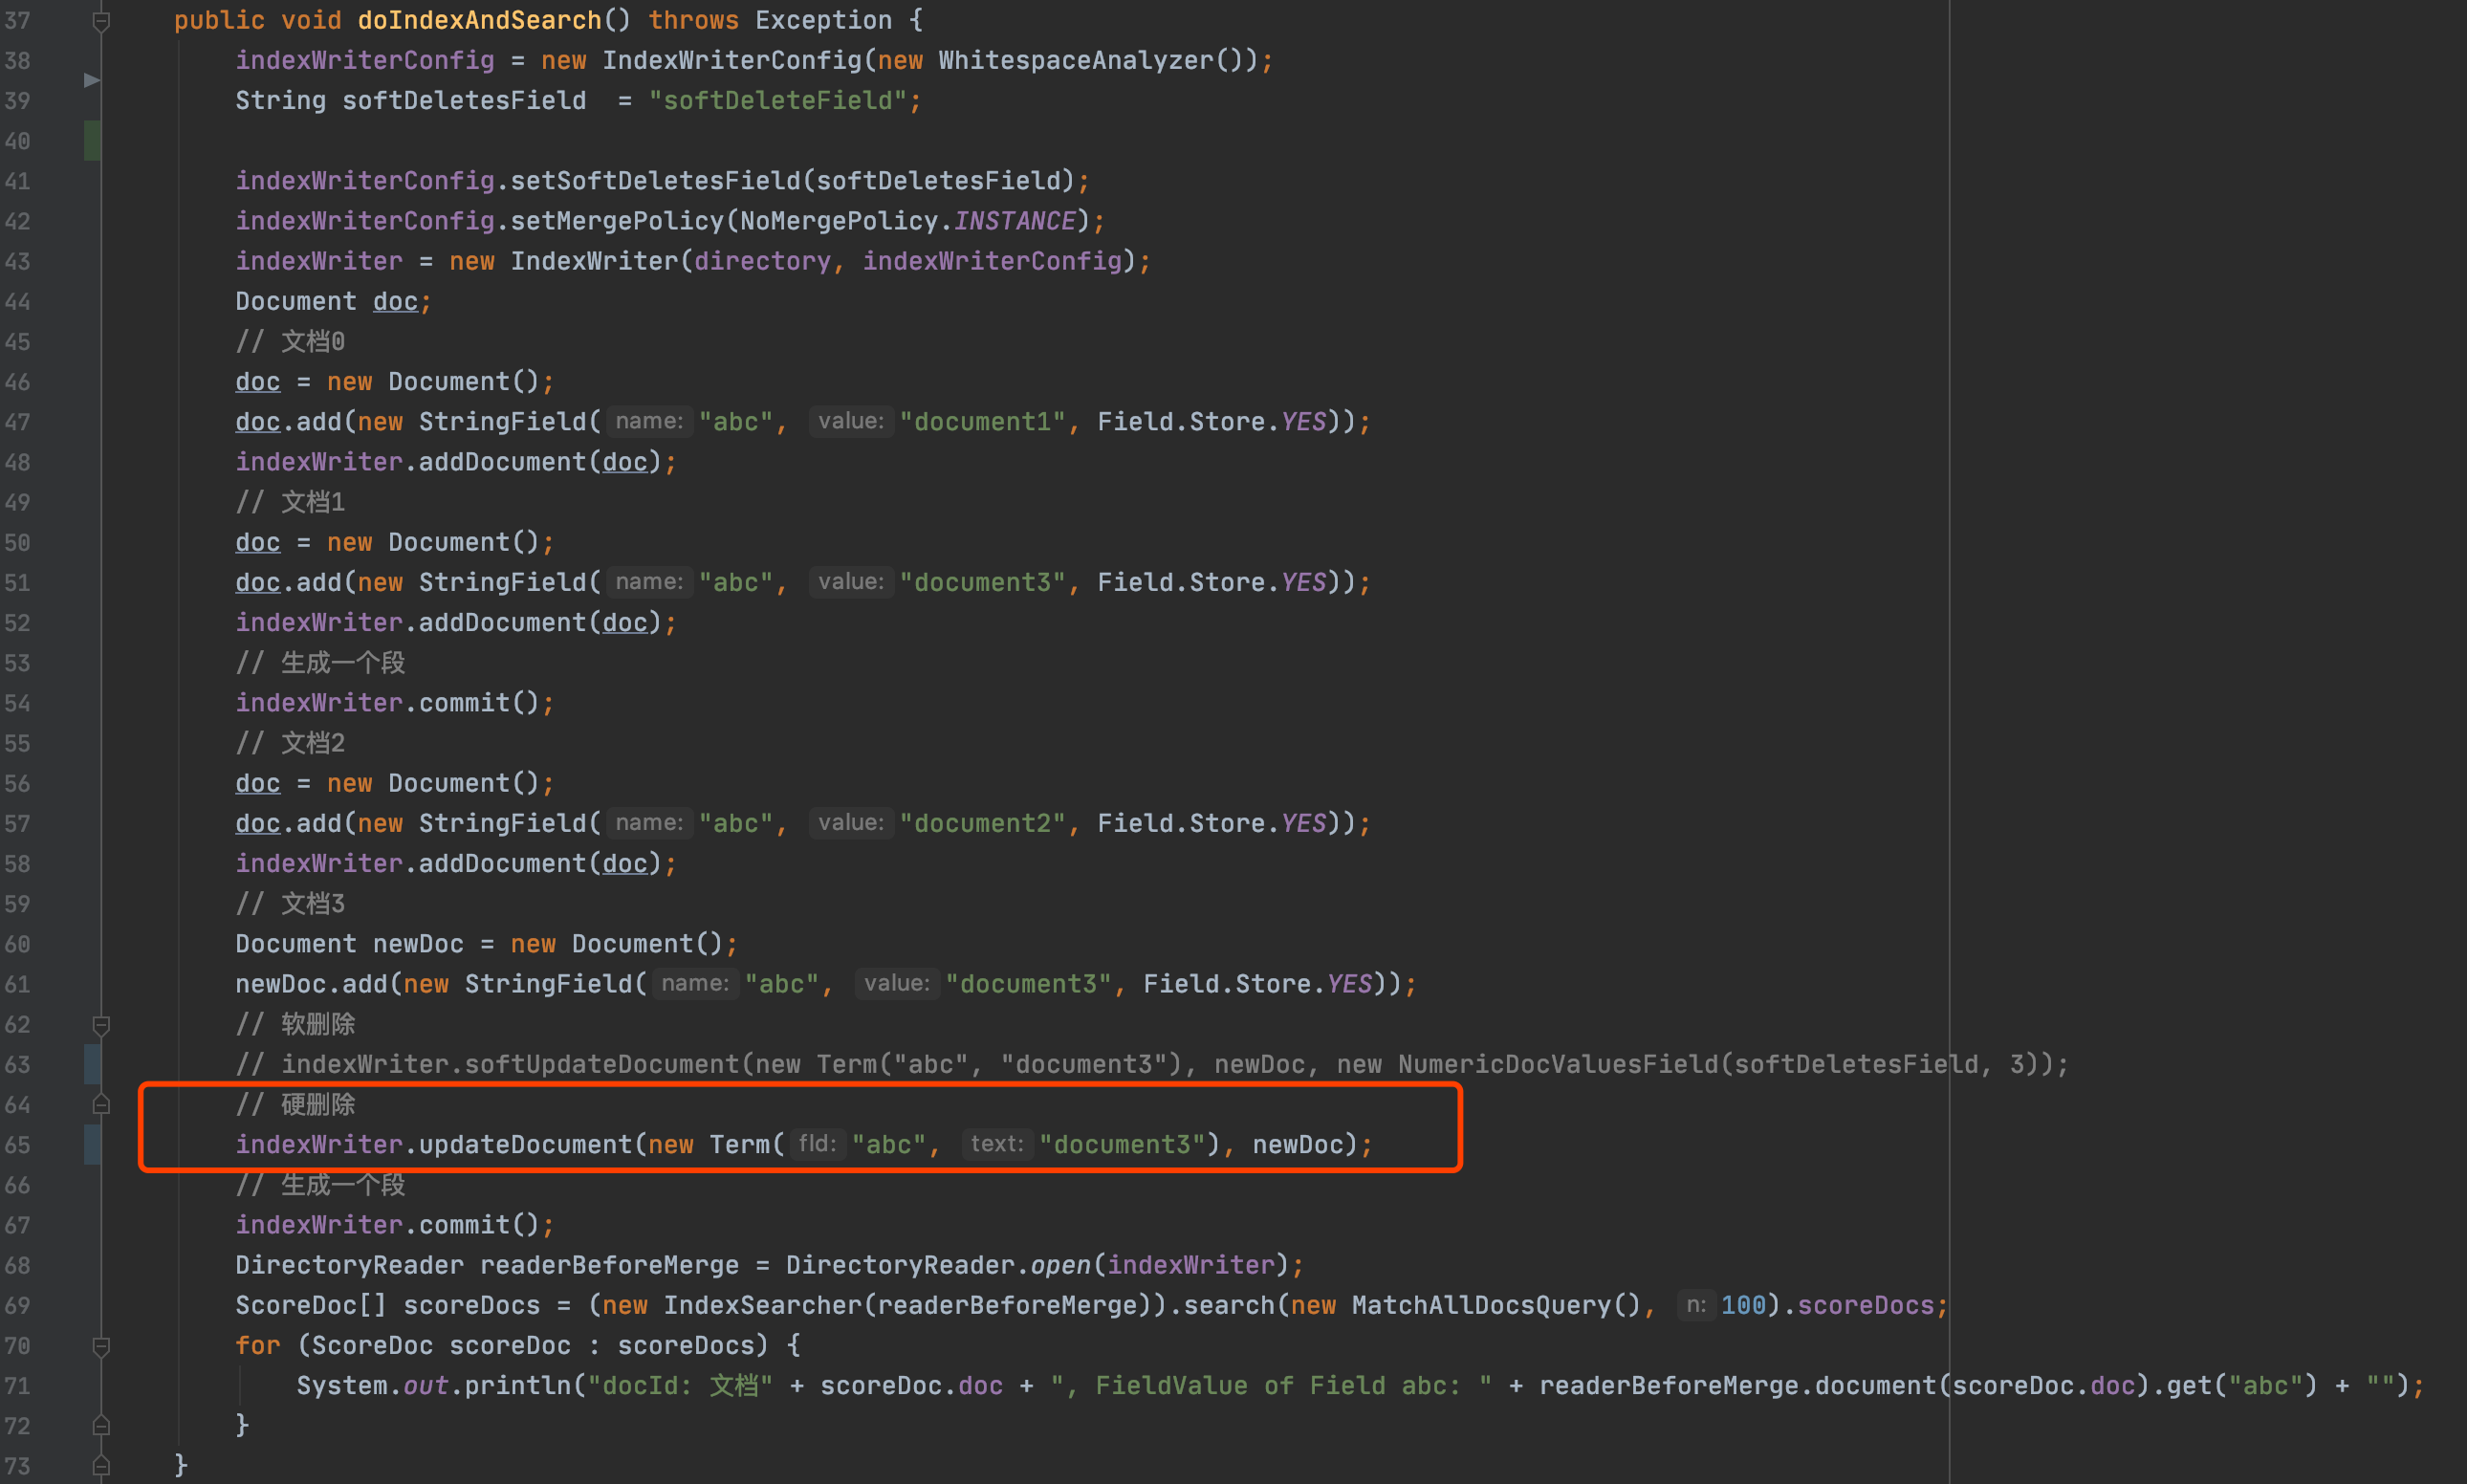 37 public void doIndexAndSearch() throws Exception {
38 indexWriterConfig = new IndexWriterConfig(new WhitespaceAnalyzer());
39 String softDeletesField  = "softDeleteField";
40
41 indexWriterConfig.setSoftDeletesField(softDeletesField);
42 indexWriterConfig.setMergePolicy(NoMergePolicy.INSTANCE);
43 indexWriter = new IndexWriter(directory, indexWriterConfig);
44 Document doc;
45 // 文档0
46 doc = new Document();
47 doc.add(new StringField( name: "abc", value: "document1", Field.Store.YES));
48 indexWriter.addDocument(doc);
49 // 文档1
50 doc = new Document();
51 doc.add(new StringField( name: "abc", value: "document3", Field.Store.YES));
52 indexWriter.addDocument(doc);
53 // 生成一个段
54 indexWriter.commit();
55 // 文档2
56 doc = new Document();
57 doc.add(new StringField( name: "abc", value: "document2", Field.Store.YES));
58 indexWriter.addDocument(doc);
59 // 文档3
60 Document newDoc = new Document();
61 newDoc.add(new StringField( name: "abc", value: "document3", Field.Store.YES));
62 // 软删除
63 // indexWriter.softUpdateDocument(new Term("abc", "document3"), newDoc, new NumericDocValuesField(softDeletesField, 3));
64 // 硬删除
65 indexWriter.updateDocument(new Term( fld: "abc", text: "document3"), newDoc);
66 // 生成一个段
67 indexWriter.commit();
68 DirectoryReader readerBeforeMerge = DirectoryReader.open(indexWriter);
69 ScoreDoc[] scoreDocs = (new IndexSearcher(readerBeforeMerge)).search(new MatchAllDocsQuery(), n: 100).scoreDocs;
70 for (ScoreDoc scoreDoc : scoreDocs) {
71 System.out.println("docId: 文档" + scoreDoc.doc + ", FieldValue of Field abc: " + readerBeforeMerge.document(scoreDoc.doc).get("abc") + "");
72 }
73 }